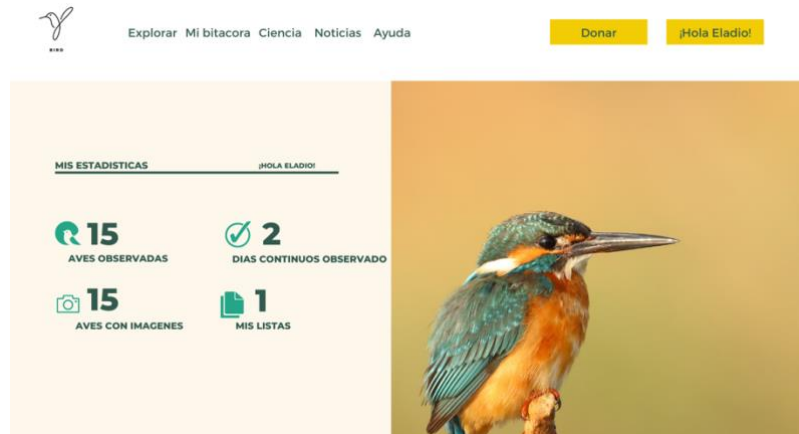 BIRD
Explorar Mi bitacora Ciencia Noticias Ayuda
Donar
¡Hola Eladio!
MIS ESTADISTICAS
¡HOLA ELADIO!
15
AVES OBSERVADAS
2
DIAS CONTINUOS OBSERVADO
15
AVES CON IMAGENES
1
MIS LISTAS